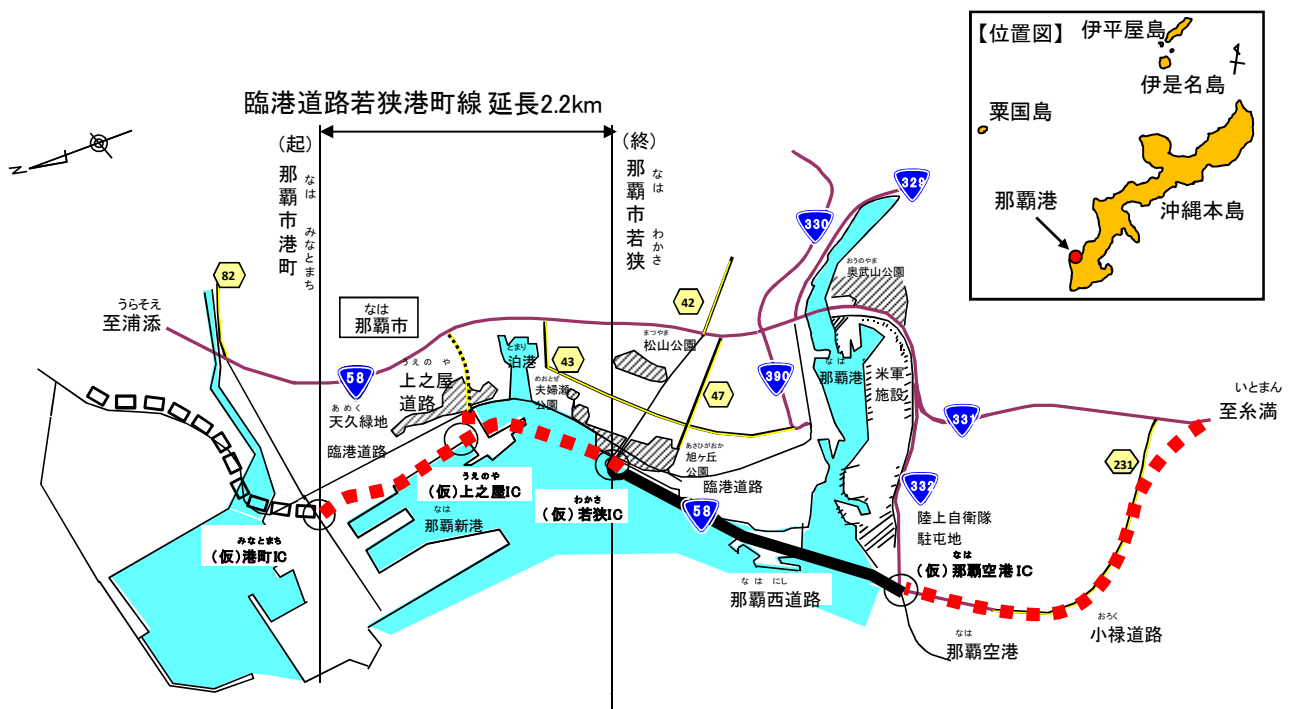 【位置図】
伊平屋島
伊是名島
粟国島
那覇港
沖縄本島
臨港道路若狭港町線 延長2.2km
N
(起)
那覇市港町
なは みなとまち
(終)
那覇市若狭
なは わかさ
329
330
おうのやま
奥武山公園
82
うらそえ
至浦添
なは
那覇市
58
うえのや
上之屋
道路
あめく
天久緑地
臨港道路
とまり
泊港
43
めおとぜ
夫婦瀬
公園
42
まつやま
松山公園
47
390
なは
那覇港
米軍
施設
331
いとまん
至糸満
231
332
あさひがおか
旭ヶ丘
公園
臨港道路
うえのや
(仮)上之屋IC
なは
那覇新港
わかさ
(仮)若狭IC
58
みなとまち
(仮)港町IC
陸上自衛隊
駐屯地
なは
(仮)那覇空港IC
なは にし
那覇西道路
なは
那覇空港
おろく
小禄道路